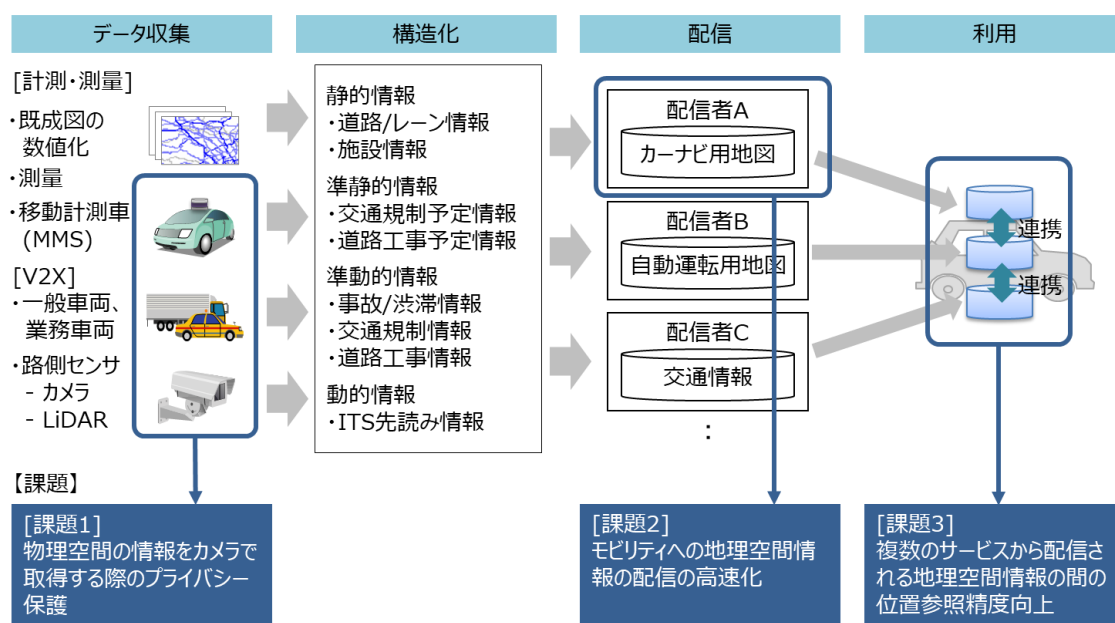 データ収集
構造化
配信
利用
[計測・測量]
・既成図の
数値化
・測量
・移動計測車
(MMS)
[V2X]
・一般車両、
業務車両
・路側センサ
- カメラ
- LiDAR
静的情報
・道路/レーン情報
・施設情報
準静的情報
・交通規制予定情報
・道路工事予定情報
準動的情報
・事故/渋滞情報
・交通規制情報
・道路工事情報
動的情報
・ITS先読み情報
配信者A
カーナビ用地図
配信者B
自動運転用地図
配信者C
交通情報
:
連携
連携
【課題】
[課題1]
物理空間の情報をカメラで
取得する際のプライバシー
保護
[課題2]
モビリティへの地理空間情
報の配信の高速化
[課題3]
複数のサービスから配信さ
れる地理空間情報の間の
位置参照精度向上